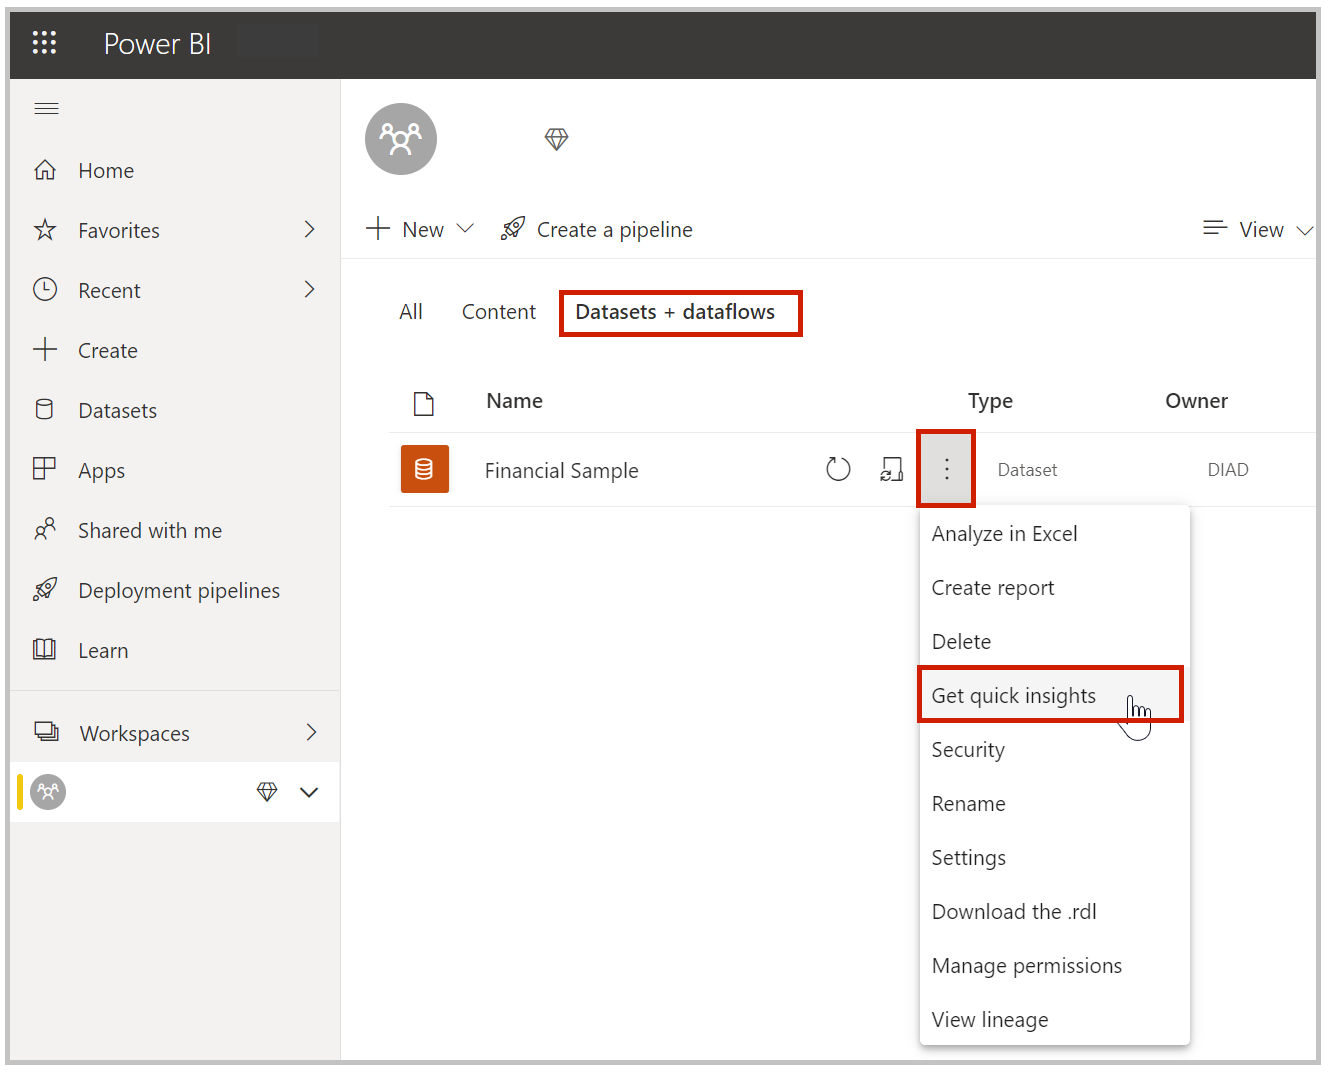 Power BI
Home
Favorites
Recent
Create
Datasets
Apps
Shared with me
Deployment pipelines
Learn
Workspaces
New
Create a pipeline
View
All
Content
Datasets + dataflows
Name
Type
Owner
Financial Sample
Dataset
DIAD
Analyze in Excel
Create report
Delete
Get quick insights
Security
Rename
Settings
Download the .rdl
Manage permissions
View lineage